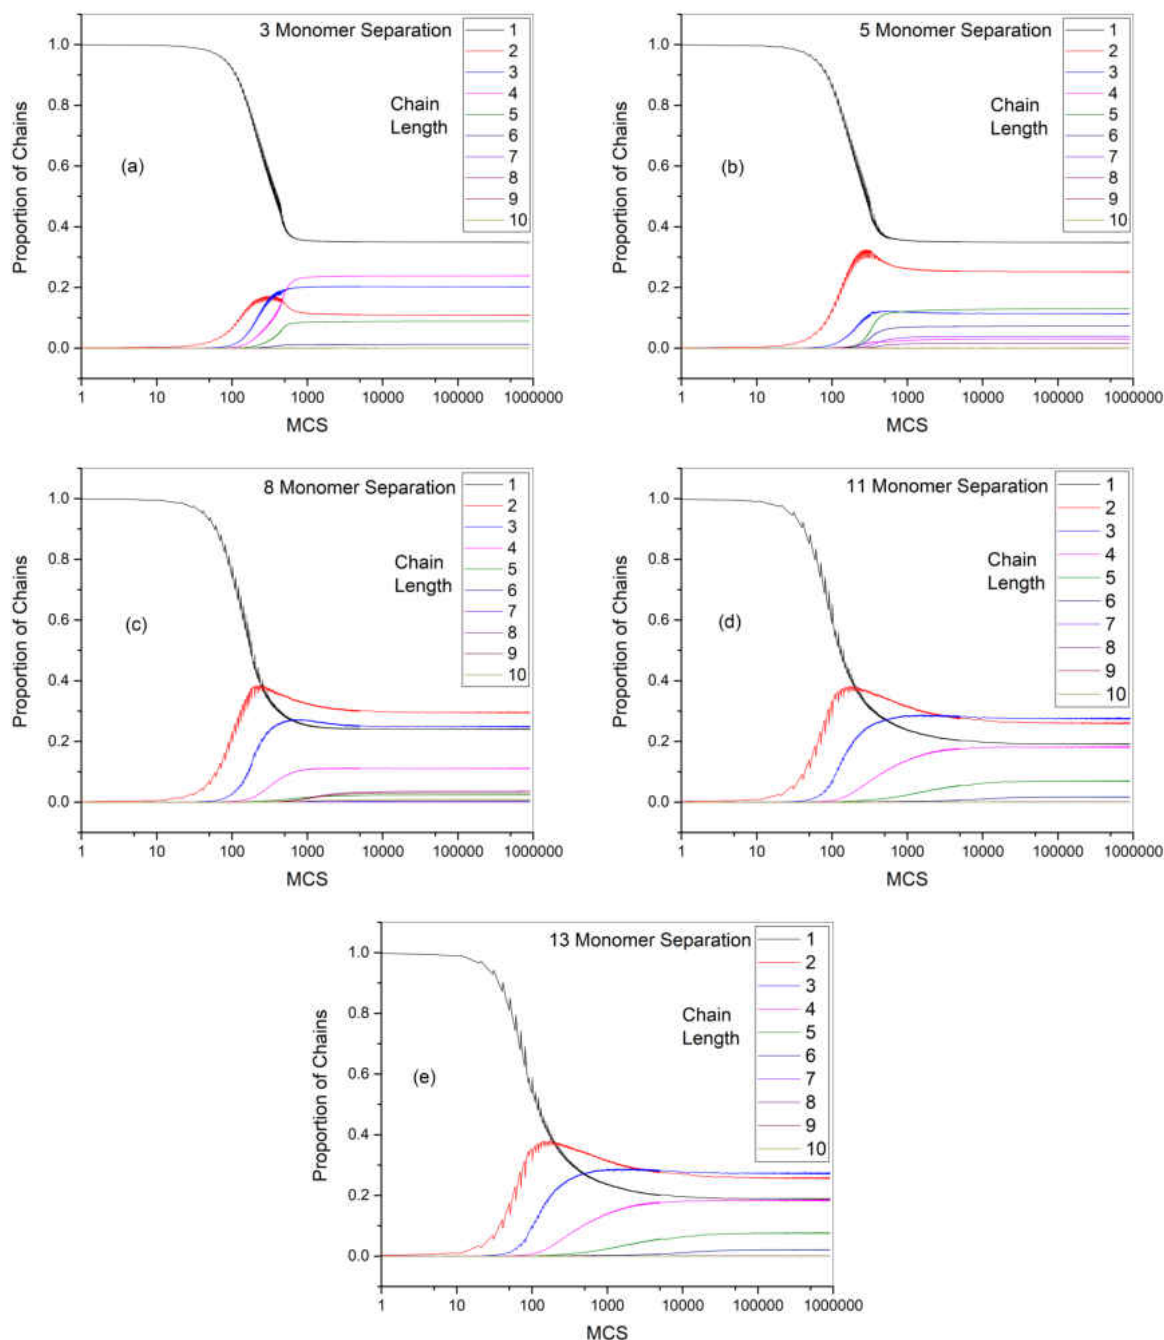 3 Monomer Separation
1
2
3
4
5
6
7
8
9
10
Chain
Length
(a)
Proportion of Chains
1.0
0.8
0.6
0.4
0.2
0.0
1 10 100 1000 10000 100000 1000000
MCS
5 Monomer Separation
1
2
3
4
5
6
7
8
9
10
Chain
Length
(b)
Proportion of Chains
1.0
0.8
0.6
0.4
0.2
0.0
1 10 100 1000 10000 100000 1000000
MCS
8 Monomer Separation
1
2
3
4
5
6
7
8
9
10
Chain
Length
(c)
Proportion of Chains
1.0
0.8
0.6
0.4
0.2
0.0
1 10 100 1000 10000 100000 1000000
MCS
11 Monomer Separation
1
2
3
4
5
6
7
8
9
10
Chain
Length
(d)
Proportion of Chains
1.0
0.8
0.6
0.4
0.2
0.0
1 10 100 1000 10000 100000 1000000
MCS
13 Monomer Separation
1
2
3
4
5
6
7
8
9
10
Chain
Length
(e)
Proportion of Chains
1.0
0.8
0.6
0.4
0.2
0.0
1 10 100 1000 10000 100000 1000000
MCS